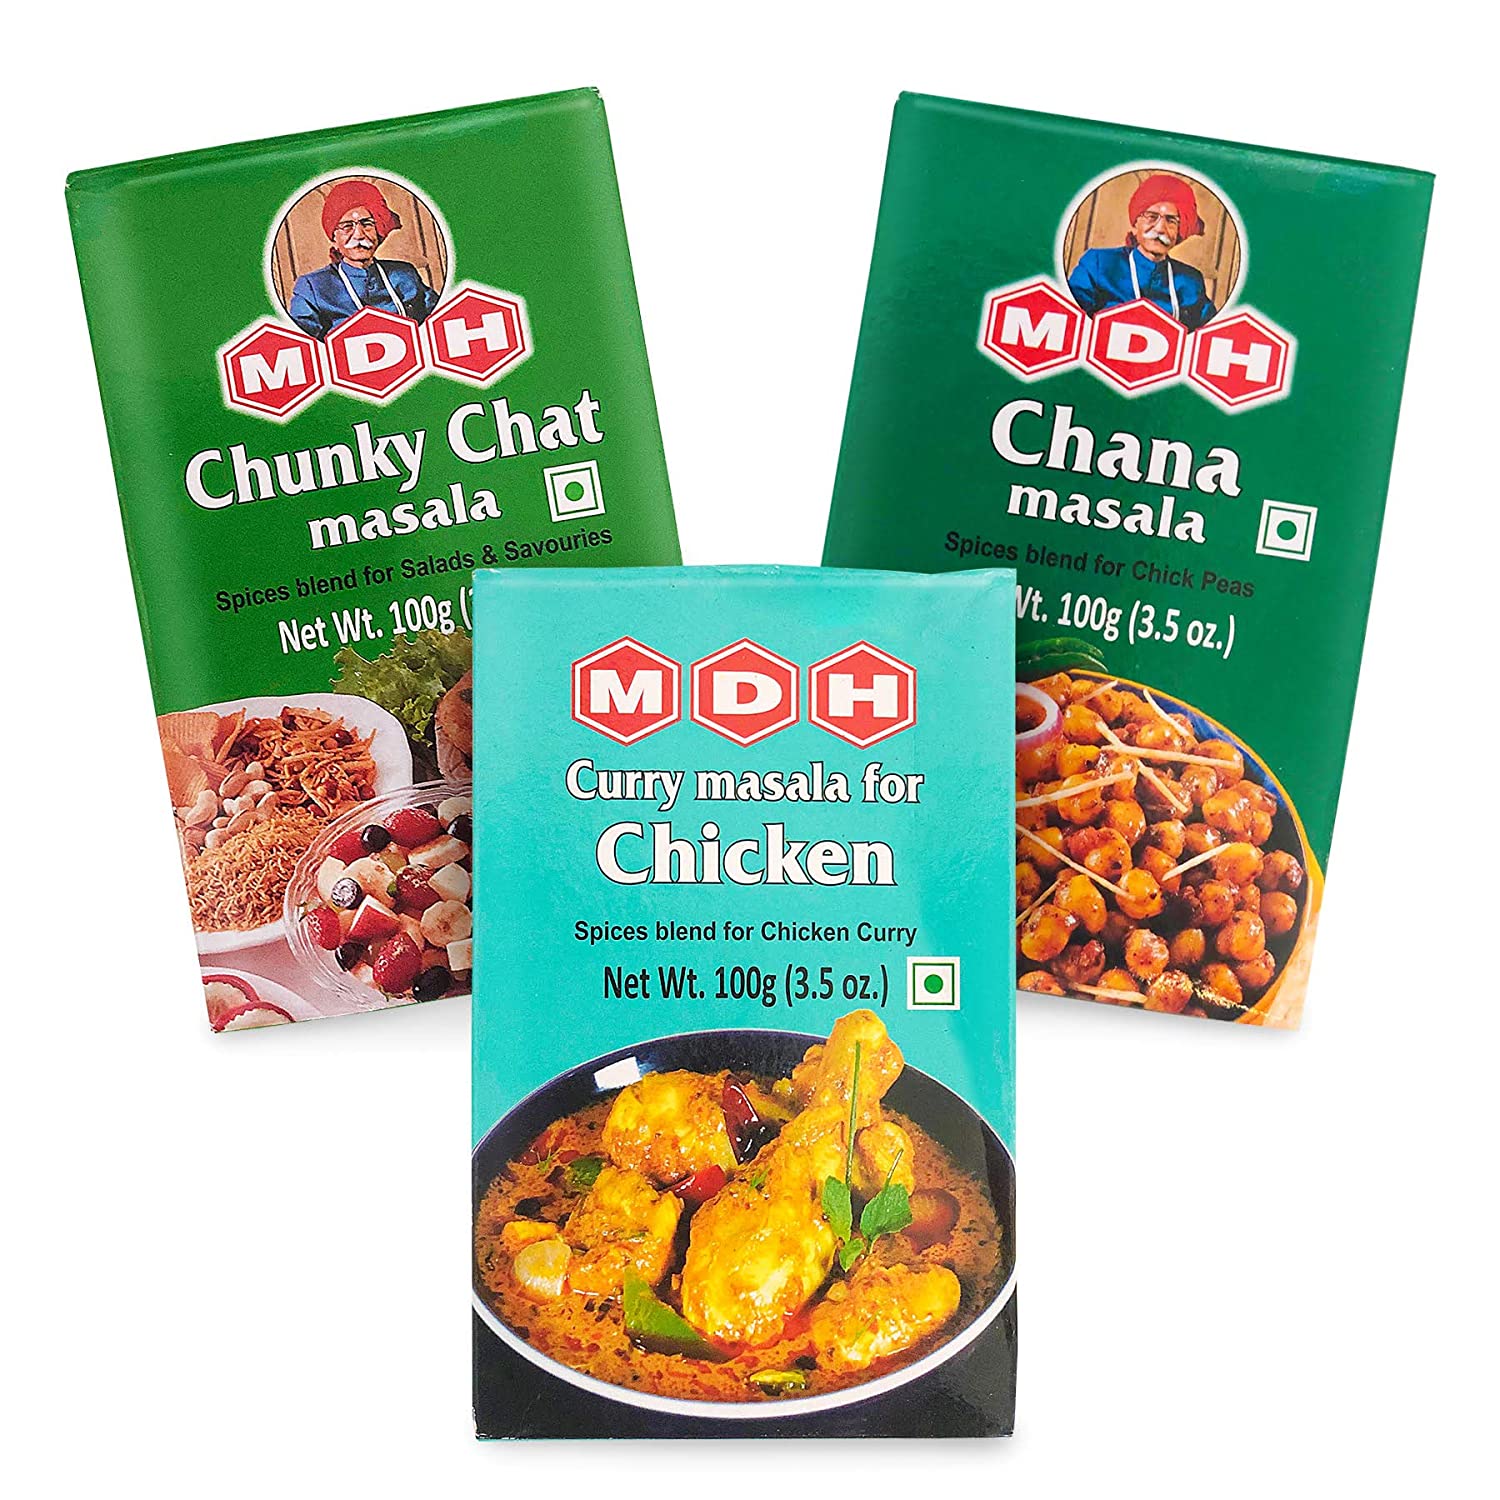 MDH
Chunky Chat
masala
Spices blend for Salads & Savouries
Net Wt. 100g (
MDH
Chana
masala
Spices blend for Chick Peas
Wt. 100g (3.5 oz.)
MDH
Curry masala for
Chicken
Spices blend for Chicken Curry
Net Wt. 100g (3.5 oz.)